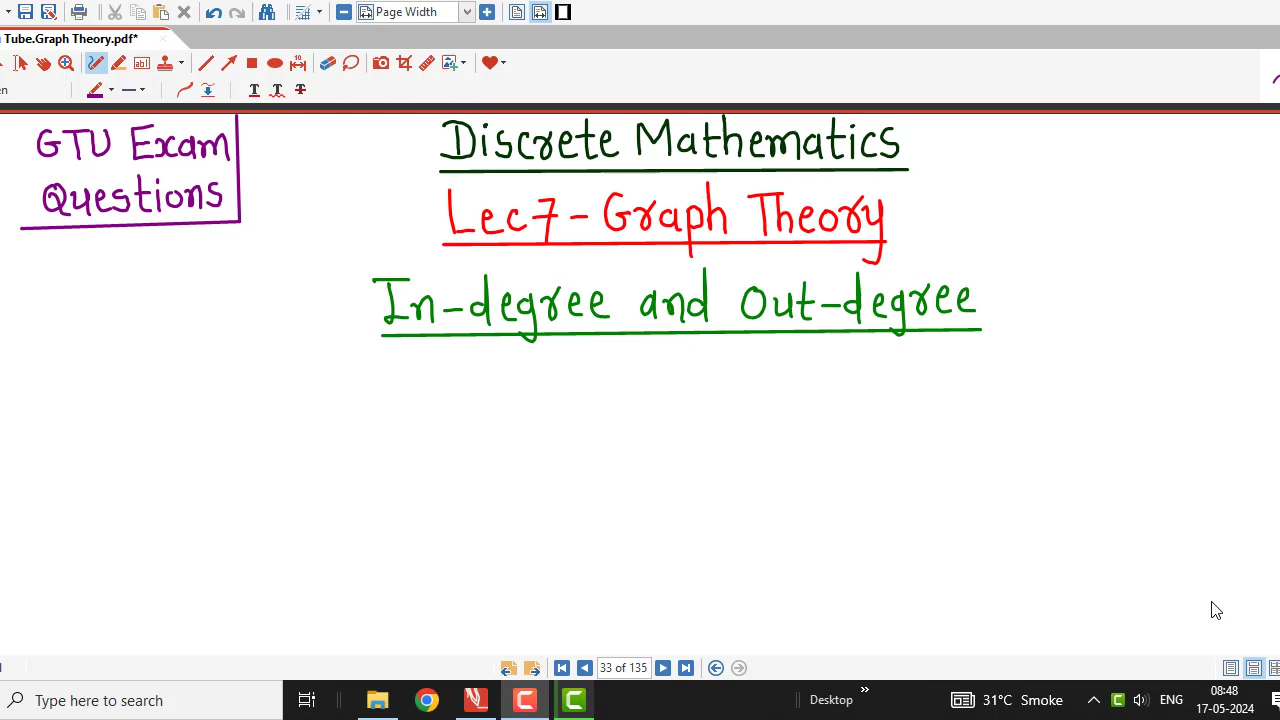 Page Width
Tube.Graph Theory.pdf*
GTU Exam
Questions
Discrete Mathematics
Lec7-Graph Theory
In-degree and Out-degree
33 of 135
Type here to search
Desktop
31°C Smoke
ENG
08:48
17-05-2024